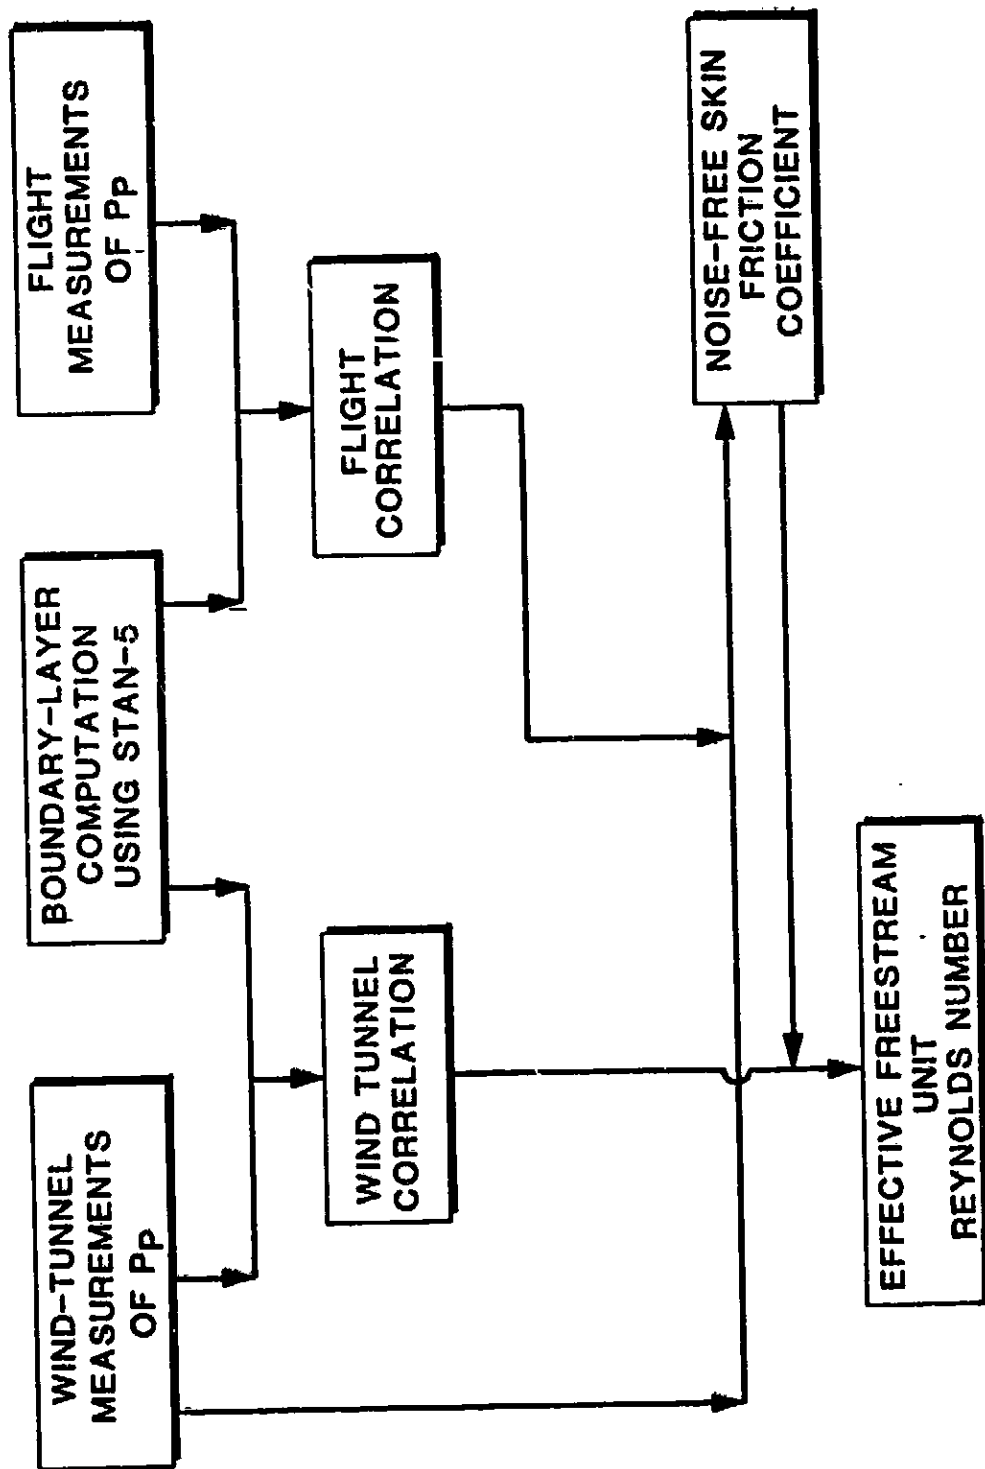 WIND-TUNNEL
MEASUREMENTS
OF Pp
BOUNDARY-LAYER
COMPUTATION
USING STAN-5
FLIGHT
MEASUREMENTS
OF Pp
WIND TUNNEL
CORRELATION
FLIGHT
CORRELATION
NOISE-FREE SKIN
FRICTION
COEFFICIENT
EFFECTIVE FREESTREAM
UNIT
REYNOLDS NUMBER